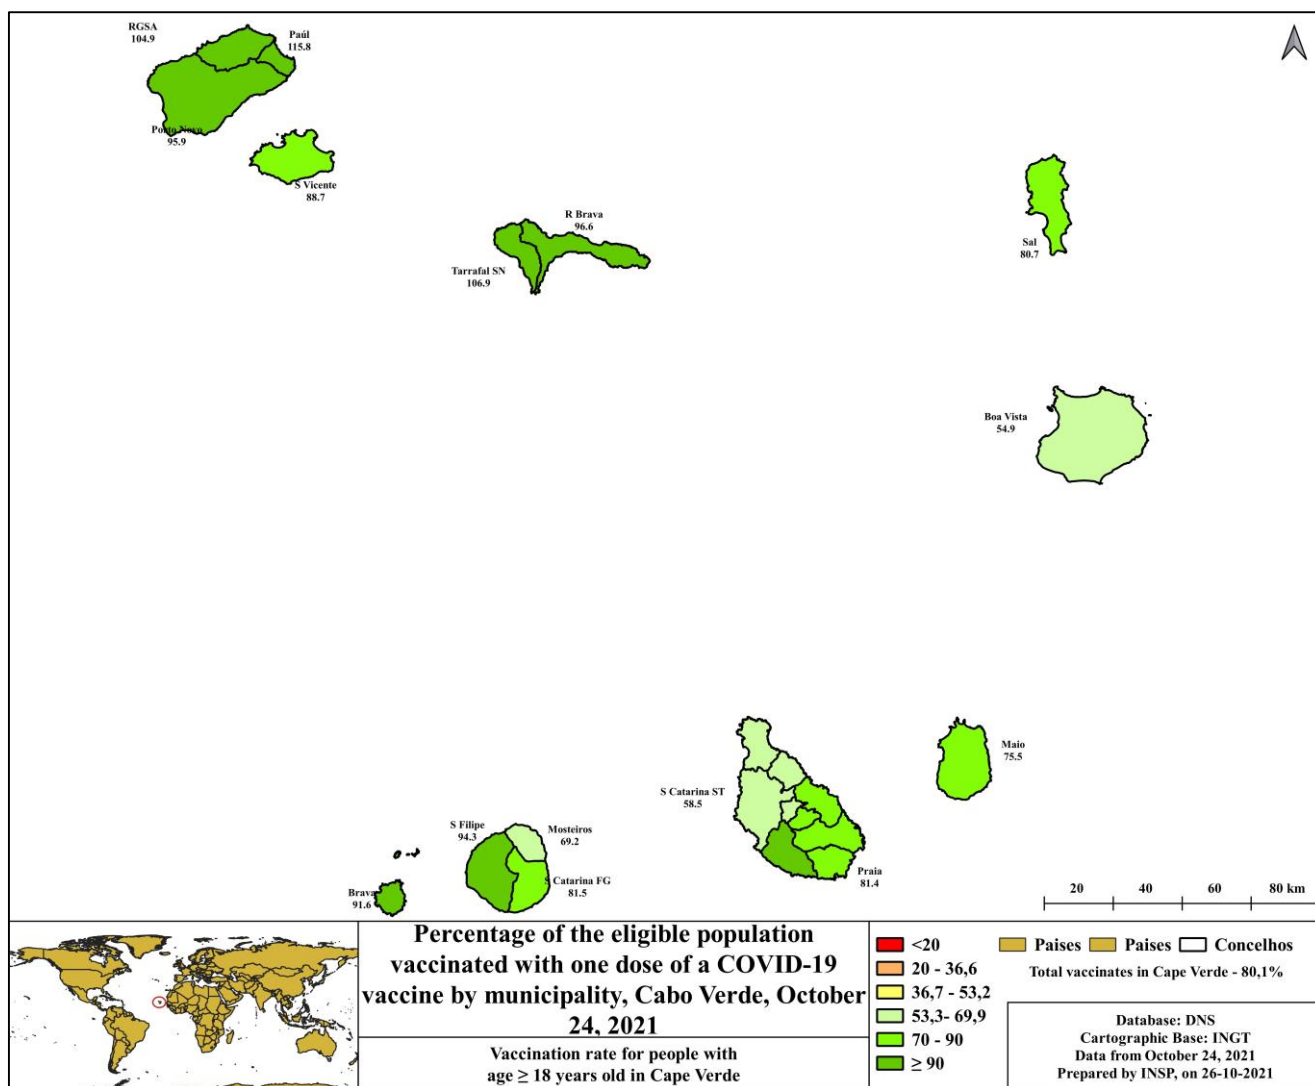 RGSA
104.9
Paúl
115.8
Porto Novo
95.9
S Vicente
88.7
R Brava
96.6
Tarrafal SN
106.9
Sal
80.7
Boa Vista
54.9
Maio
75.5
S Catarina ST
58.5
Praia
81.4
S Filipe
94.3
Mosteiros
69.2
S Catarina FG
81.5
Brava
91.6
20 40 60 80 km
Percentage of the eligible population
vaccinated with one dose of a COVID-19
vaccine by municipality, Cabo Verde, October
24, 2021
Vaccination rate for people with
age ≥ 18 years old in Cape Verde
<20
20 - 36,6
36,7 - 53,2
53,3- 69,9
70 - 90
≥ 90
Paises Paises Concelhos
Total vaccinates in Cape Verde - 80,1%
Database: DNS
Cartographic Base: INGT
Data from October 24, 2021
Prepared by INSP, on 26-10-2021